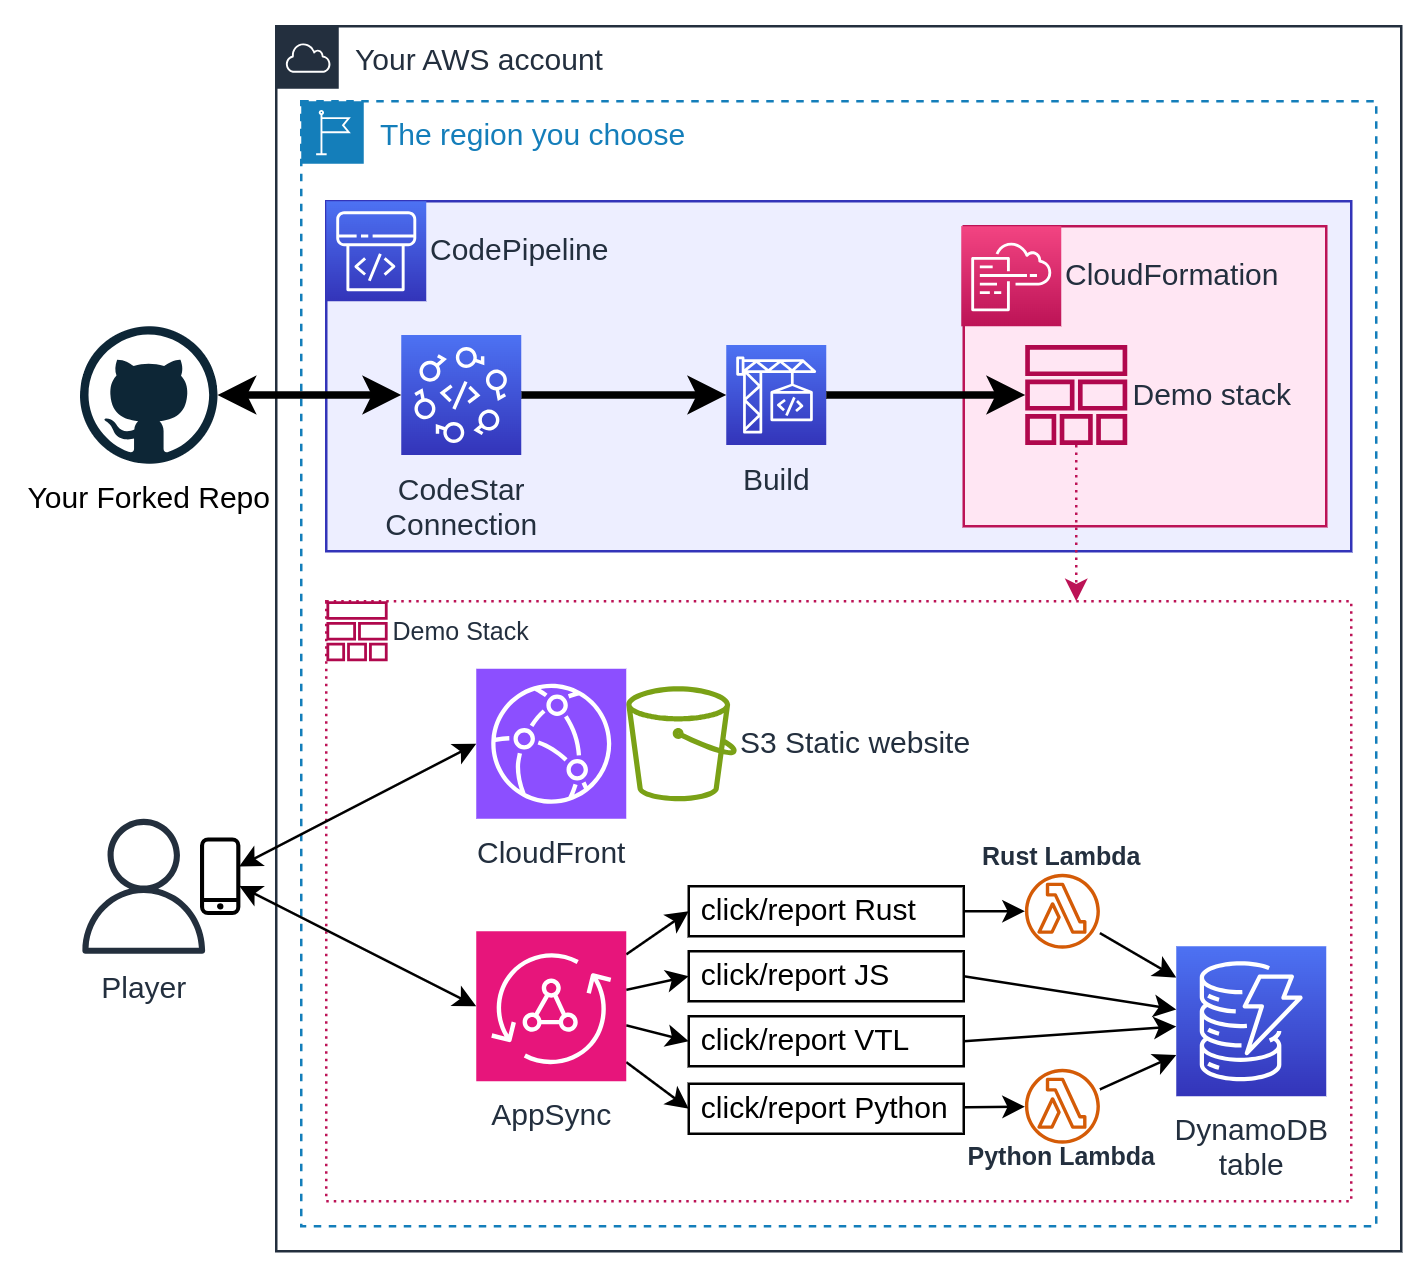 Your AWS account
The region you choose
CodePipeline
CloudFormation
Demo stack
Your Forked Repo
CodeStar
Connection
Build
Demo Stack
S3 Static website
CloudFront
Player
Rust Lambda
click/report Rust
click/report JS
click/report VTL
click/report Python
AppSync
Python Lambda
DynamoDB
table